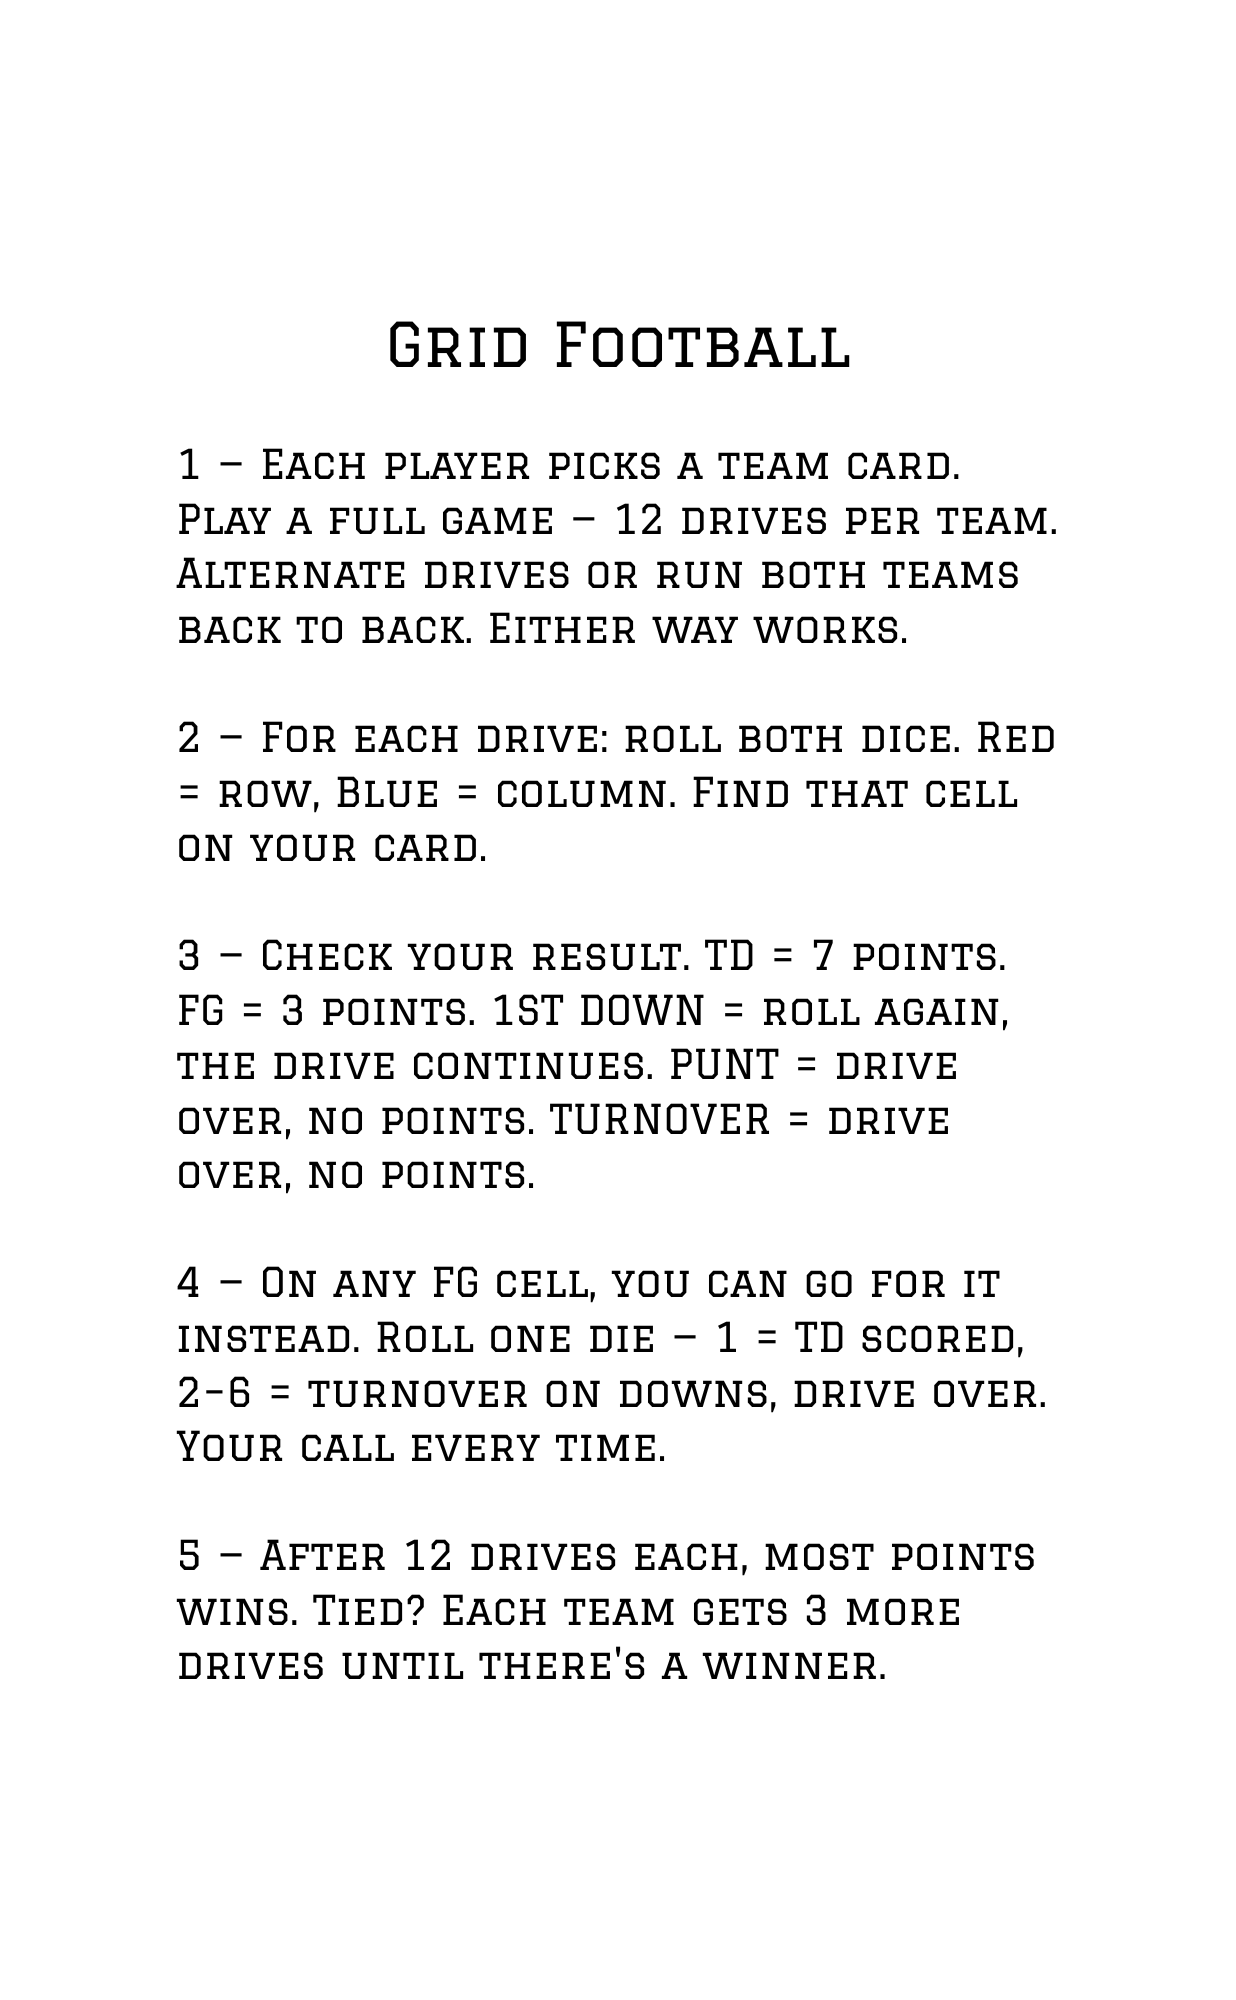 Grid Football
1 – Each player picks a team card.
Play a full game – 12 drives per team.
Alternate drives or run both teams
back to back. Either way works.
2 – For each drive: roll both dice. Red
= row, Blue = column. Find that cell
on your card.
3 – Check your result. TD = 7 points.
FG = 3 points. 1ST DOWN = roll again,
the drive continues. PUNT = drive
over, no points. TURNOVER = drive
over, no points.
4 – On any FG cell, you can go for it
instead. Roll one die – 1 = TD scored,
2-6 = turnover on downs, drive over.
Your call every time.
5 – After 12 drives each, most points
wins. Tied? Each team gets 3 more
drives until there's a winner.